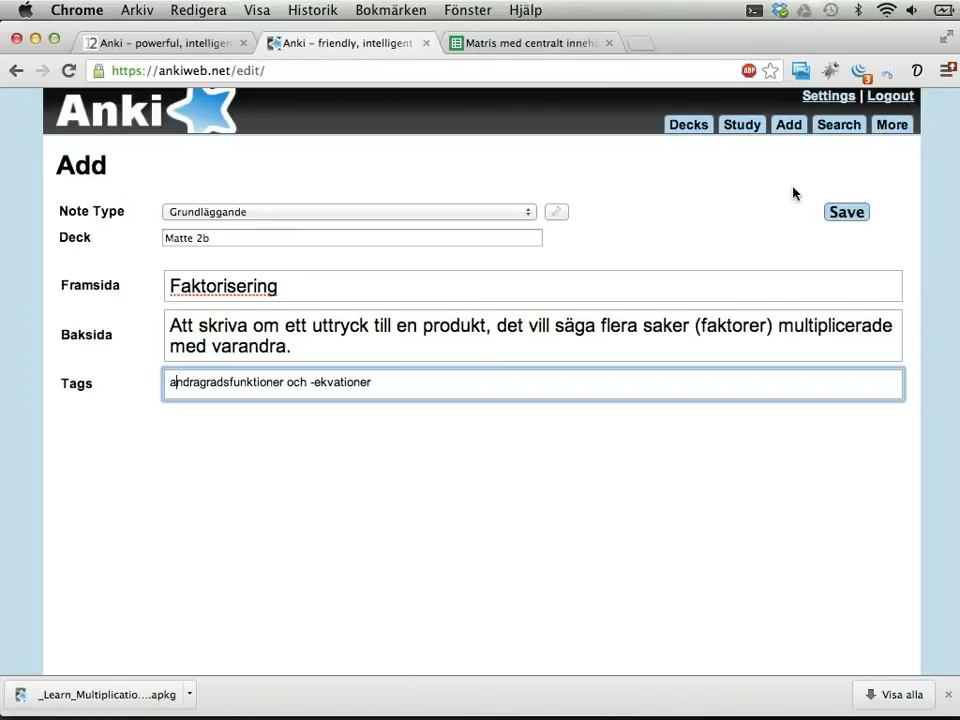 Chrome Arkiv Redigera Visa Historik Bokmärken Fönster Hjälp
Anki – powerful, intelligen
Anki – friendly, intelligent
Matris med centralt innehå
https://ankiweb.net/edit/
ABP
3
Anki
Settings | Logout
Decks Study Add Search More
Add
Note Type Grundläggande Save
Deck Matte 2b
Framsida Faktorisering
Baksida Att skriva om ett uttryck till en produkt, det vill säga flera saker (faktorer) multiplicerade
med varandra.
Tags andragradsfunktioner och -ekvationer
_Learn_Multiplicatio....apkg
Visa alla